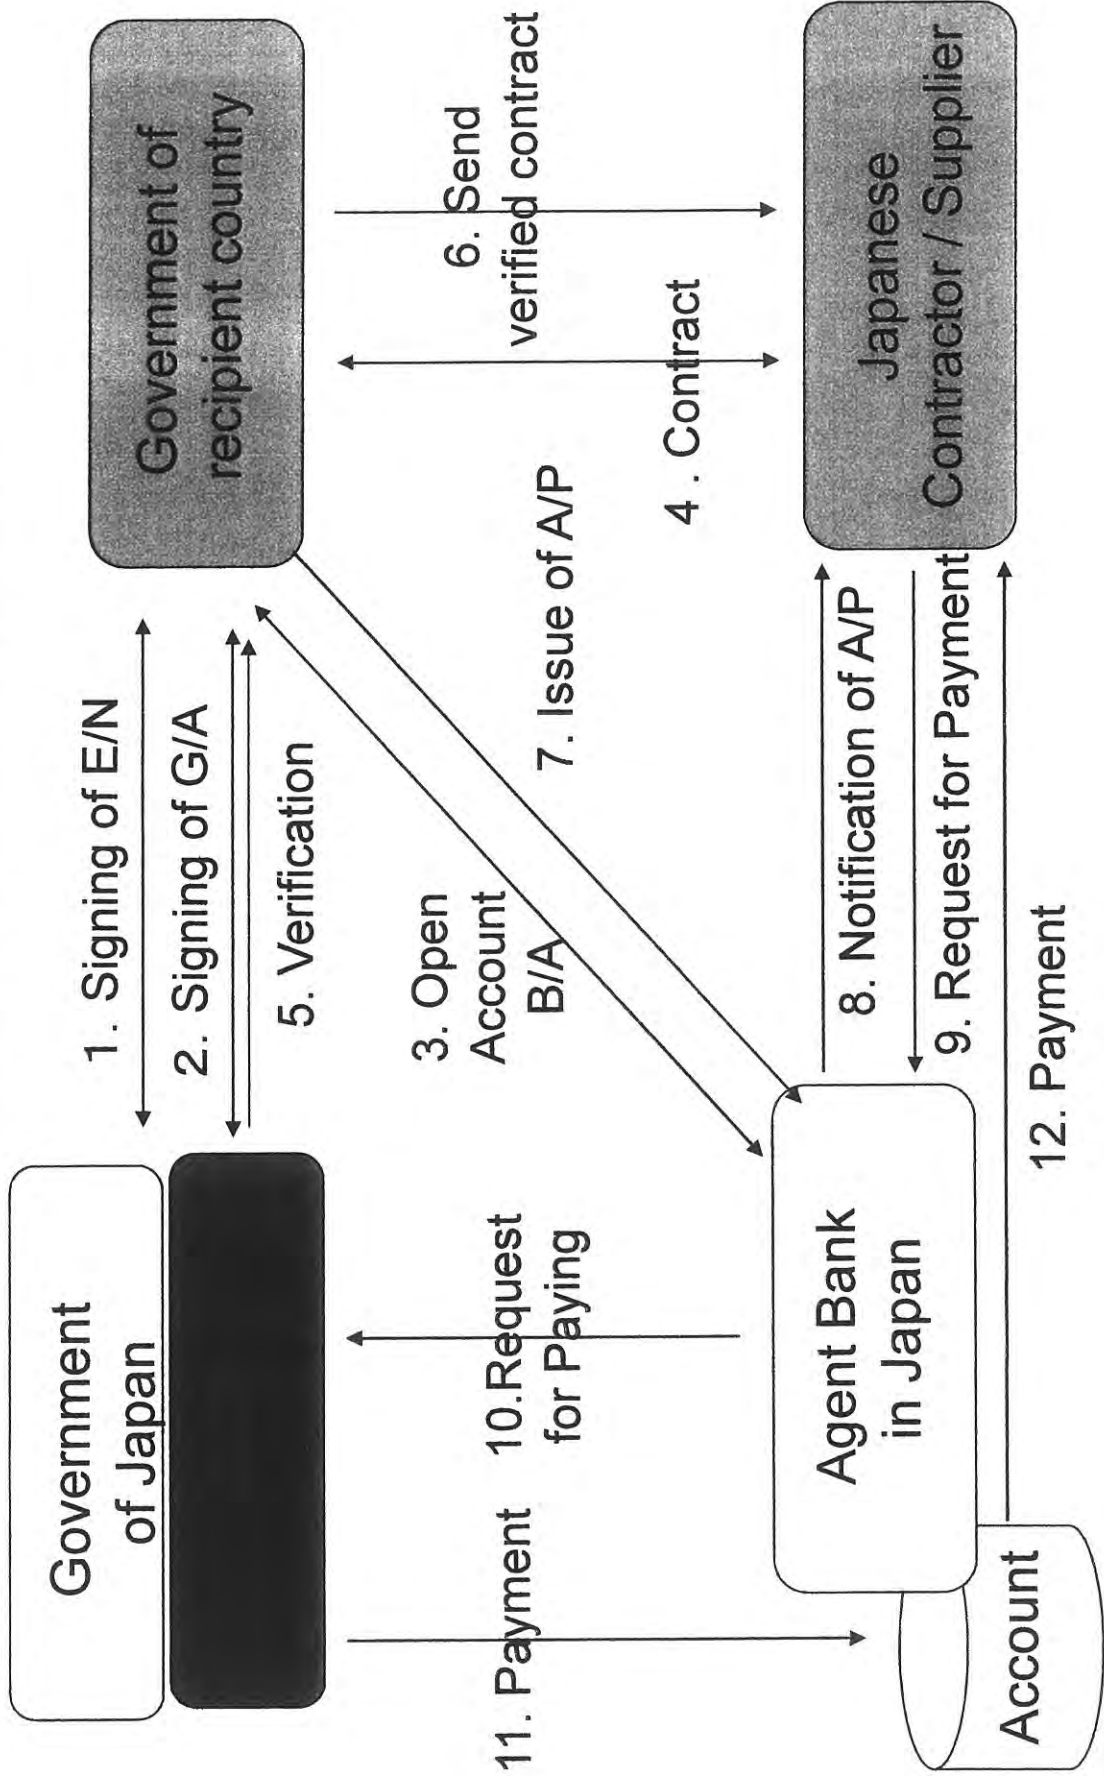 Government
of Japan
1. Signing of E/N
2. Signing of G/A
5. Verification
Government of
recipient country
3. Open
Account
B/A
7. Issue of A/P
4 . Contract
6. Send
verified contract
10.Request
for Paying
11. Payment
Agent Bank
in Japan
Account
8. Notification of A/P
9. Request for Payment
12. Payment
Japanese
Contractor / Supplier